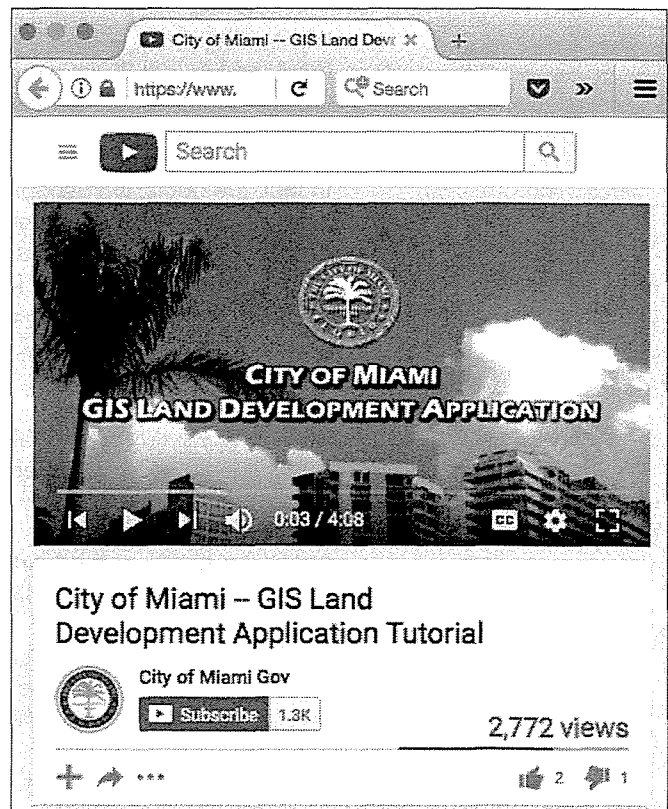 City of Miami -- GIS Land Deve
https://www.
Search
Search
CITY OF MIAMI
GIS LAND DEVELOPMENT APPLICATION
0:03 / 4:08
CC
City of Miami – GIS Land
Development Application Tutorial
City of Miami Gov
Subscribe 1.3K
2,772 views
2 1